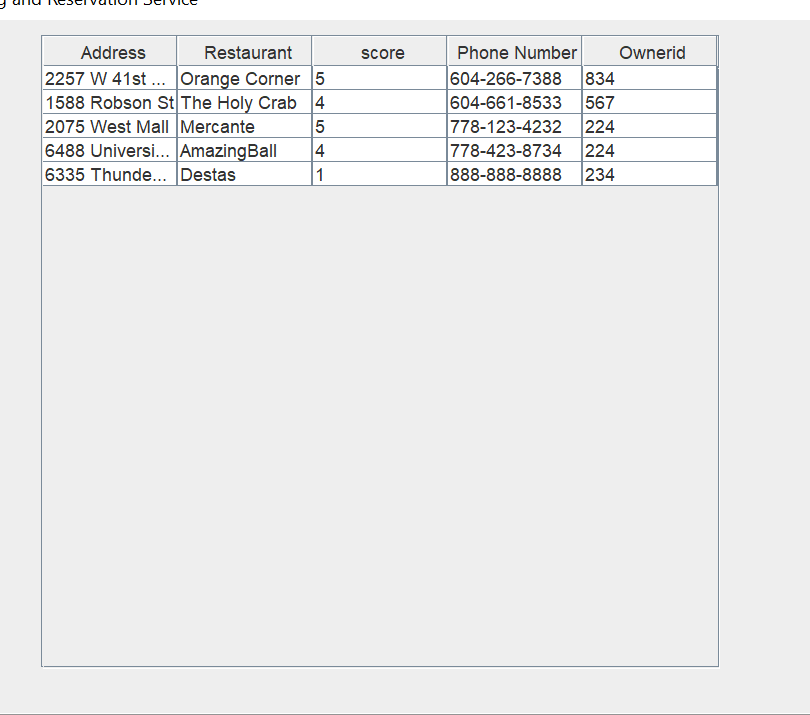 and Reservation Service
Address Restaurant score Phone Number Ownerid
2257 W 41st ... Orange Corner 5 604-266-7388 834
1588 Robson St The Holy Crab 4 604-661-8533 567
2075 West Mall Mercante 5 778-123-4232 224
6488 Universi... AmazingBall 4 778-423-8734 224
6335 Thunde... Destas 1 888-888-8888 234